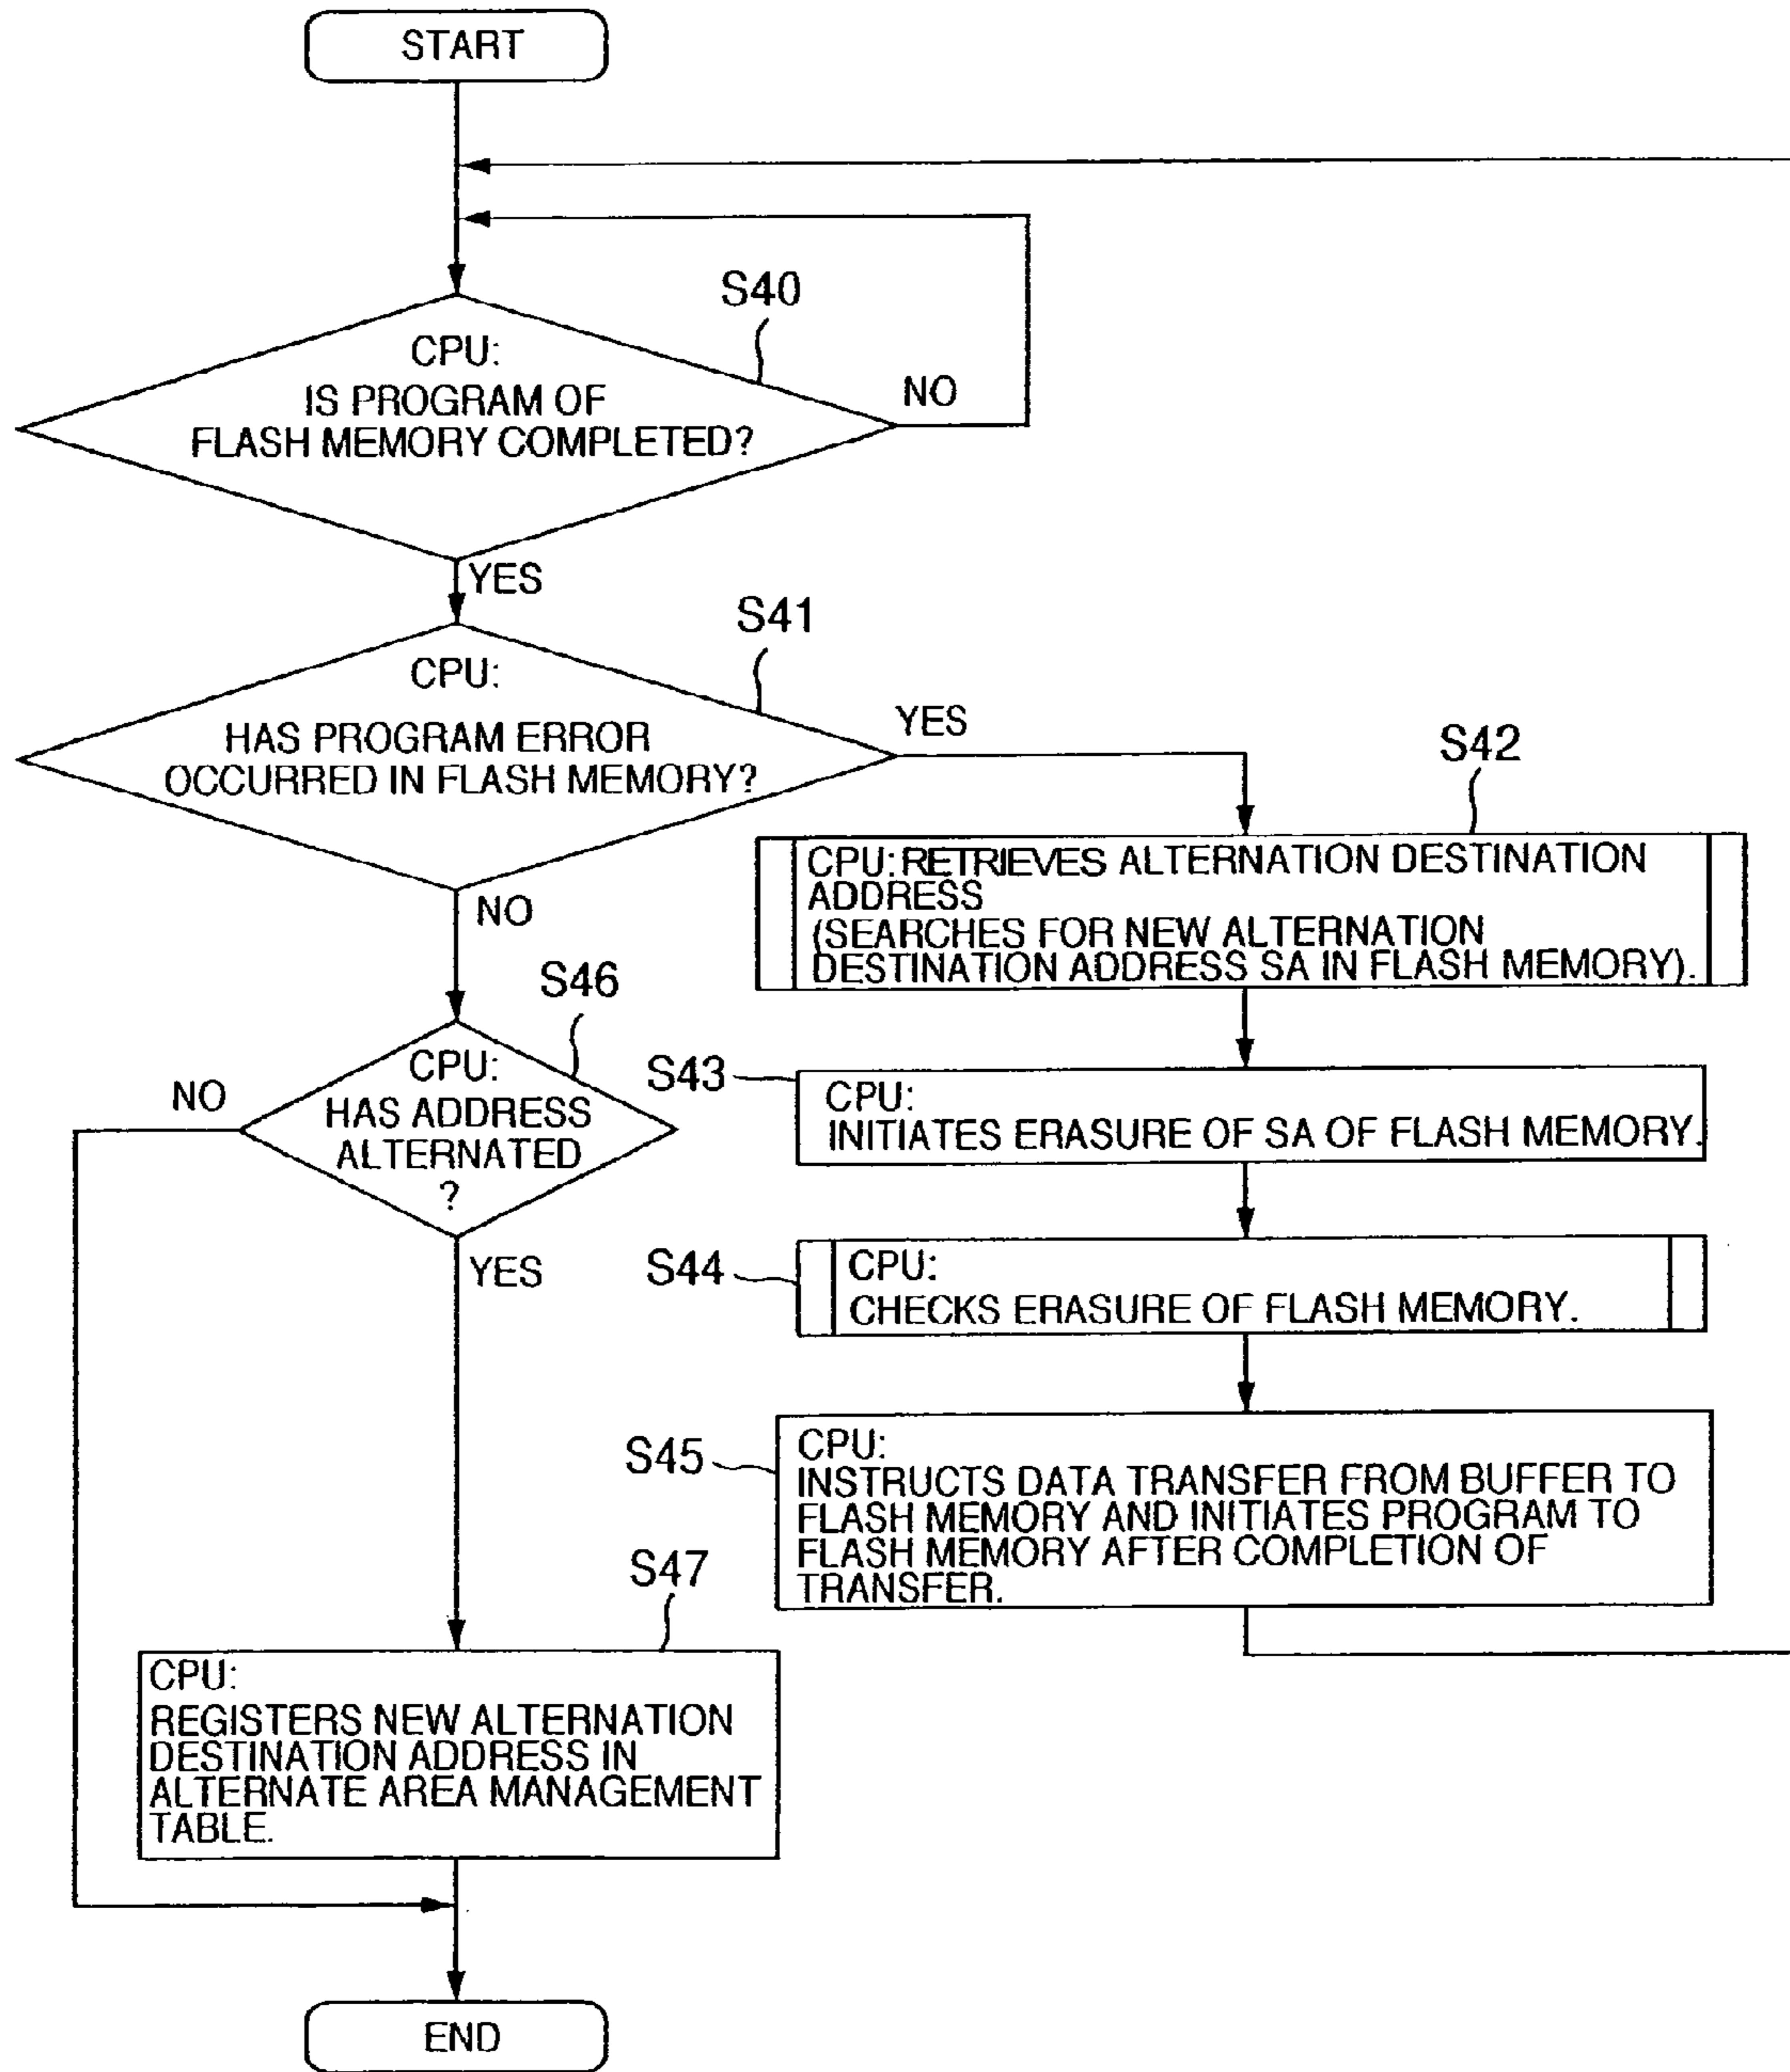 START
S40
CPU:
IS PROGRAM OF
FLASH MEMORY COMPLETED?
NO
YES
S41
CPU:
HAS PROGRAM ERROR
OCCURRED IN FLASH MEMORY?
YES
NO
S42
CPU: RETRIEVES ALTERNATION DESTINATION
ADDRESS
(SEARCHES FOR NEW ALTERNATION
DESTINATION ADDRESS SA IN FLASH MEMORY).
S43
CPU:
INITIATES ERASURE OF SA OF FLASH MEMORY.
S44
CPU:
CHECKS ERASURE OF FLASH MEMORY.
S45
CPU:
INSTRUCTS DATA TRANSFER FROM BUFFER TO
FLASH MEMORY AND INITIATES PROGRAM TO
FLASH MEMORY AFTER COMPLETION OF
TRANSFER.
S46
CPU:
HAS ADDRESS
ALTERNATED
?
NO
YES
S47
CPU:
REGISTERS NEW ALTERNATION
DESTINATION ADDRESS IN
ALTERNATE AREA MANAGEMENT
TABLE.
END